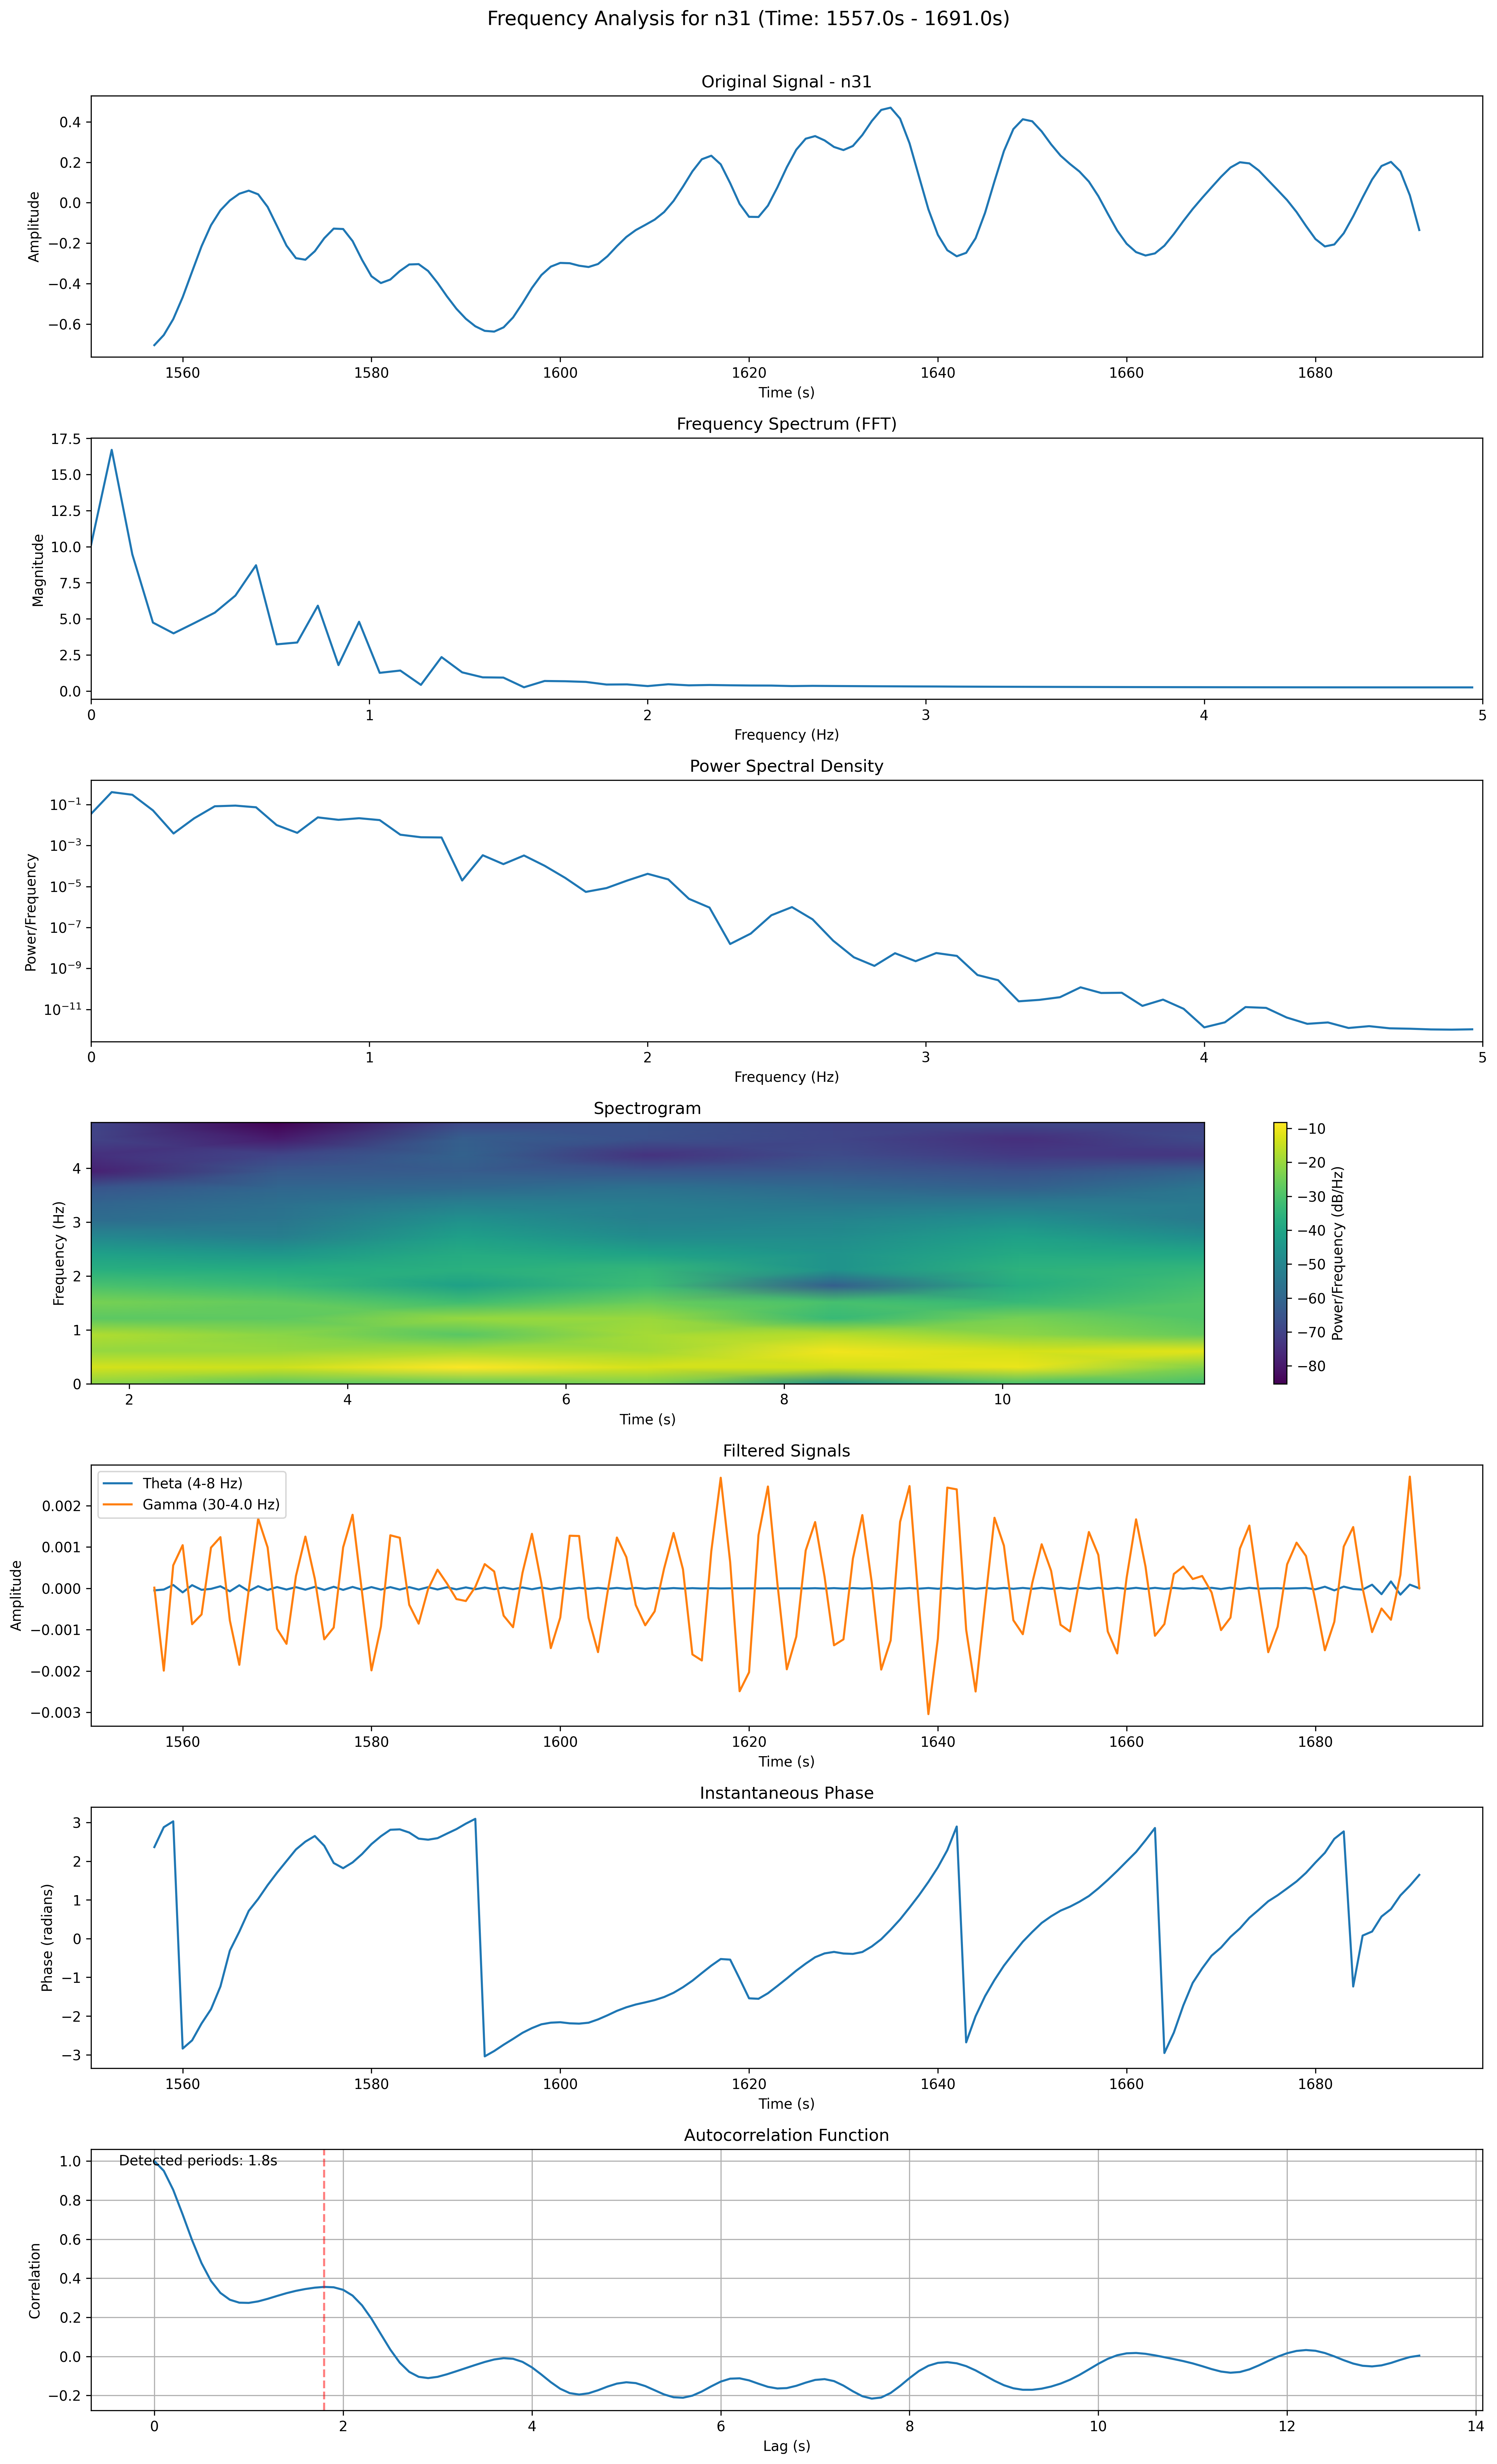 Frequency Analysis for n31 (Time: 1557.0s - 1691.0s)
Original Signal - n31
Amplitude
0.4
0.2
0.0
−0.2
−0.4
−0.6
1560 1580 1600 1620 1640 1660 1680
Time (s)
Frequency Spectrum (FFT)
Magnitude
17.5
15.0
12.5
10.0
7.5
5.0
2.5
0.0
0 1 2 3 4 5
Frequency (Hz)
Power Spectral Density
Power/Frequency
10⁻¹
10⁻³
10⁻⁵
10⁻⁷
10⁻⁹
10⁻¹¹
0 1 2 3 4 5
Frequency (Hz)
Spectrogram
Frequency (Hz)
4
3
2
1
0
2 4 6 8 10
Time (s)
−10
−20
−30
−40
−50
−60
−70
−80
Power/Frequency (dB/Hz)
Filtered Signals
Theta (4-8 Hz)
Gamma (30-4.0 Hz)
Amplitude
0.002
0.001
0.000
−0.001
−0.002
−0.003
1560 1580 1600 1620 1640 1660 1680
Time (s)
Instantaneous Phase
Phase (radians)
3
2
1
0
−1
−2
−3
1560 1580 1600 1620 1640 1660 1680
Time (s)
Autocorrelation Function
Detected periods: 1.8s
Correlation
1.0
0.8
0.6
0.4
0.2
0.0
−0.2
0 2 4 6 8 10 12 14
Lag (s)